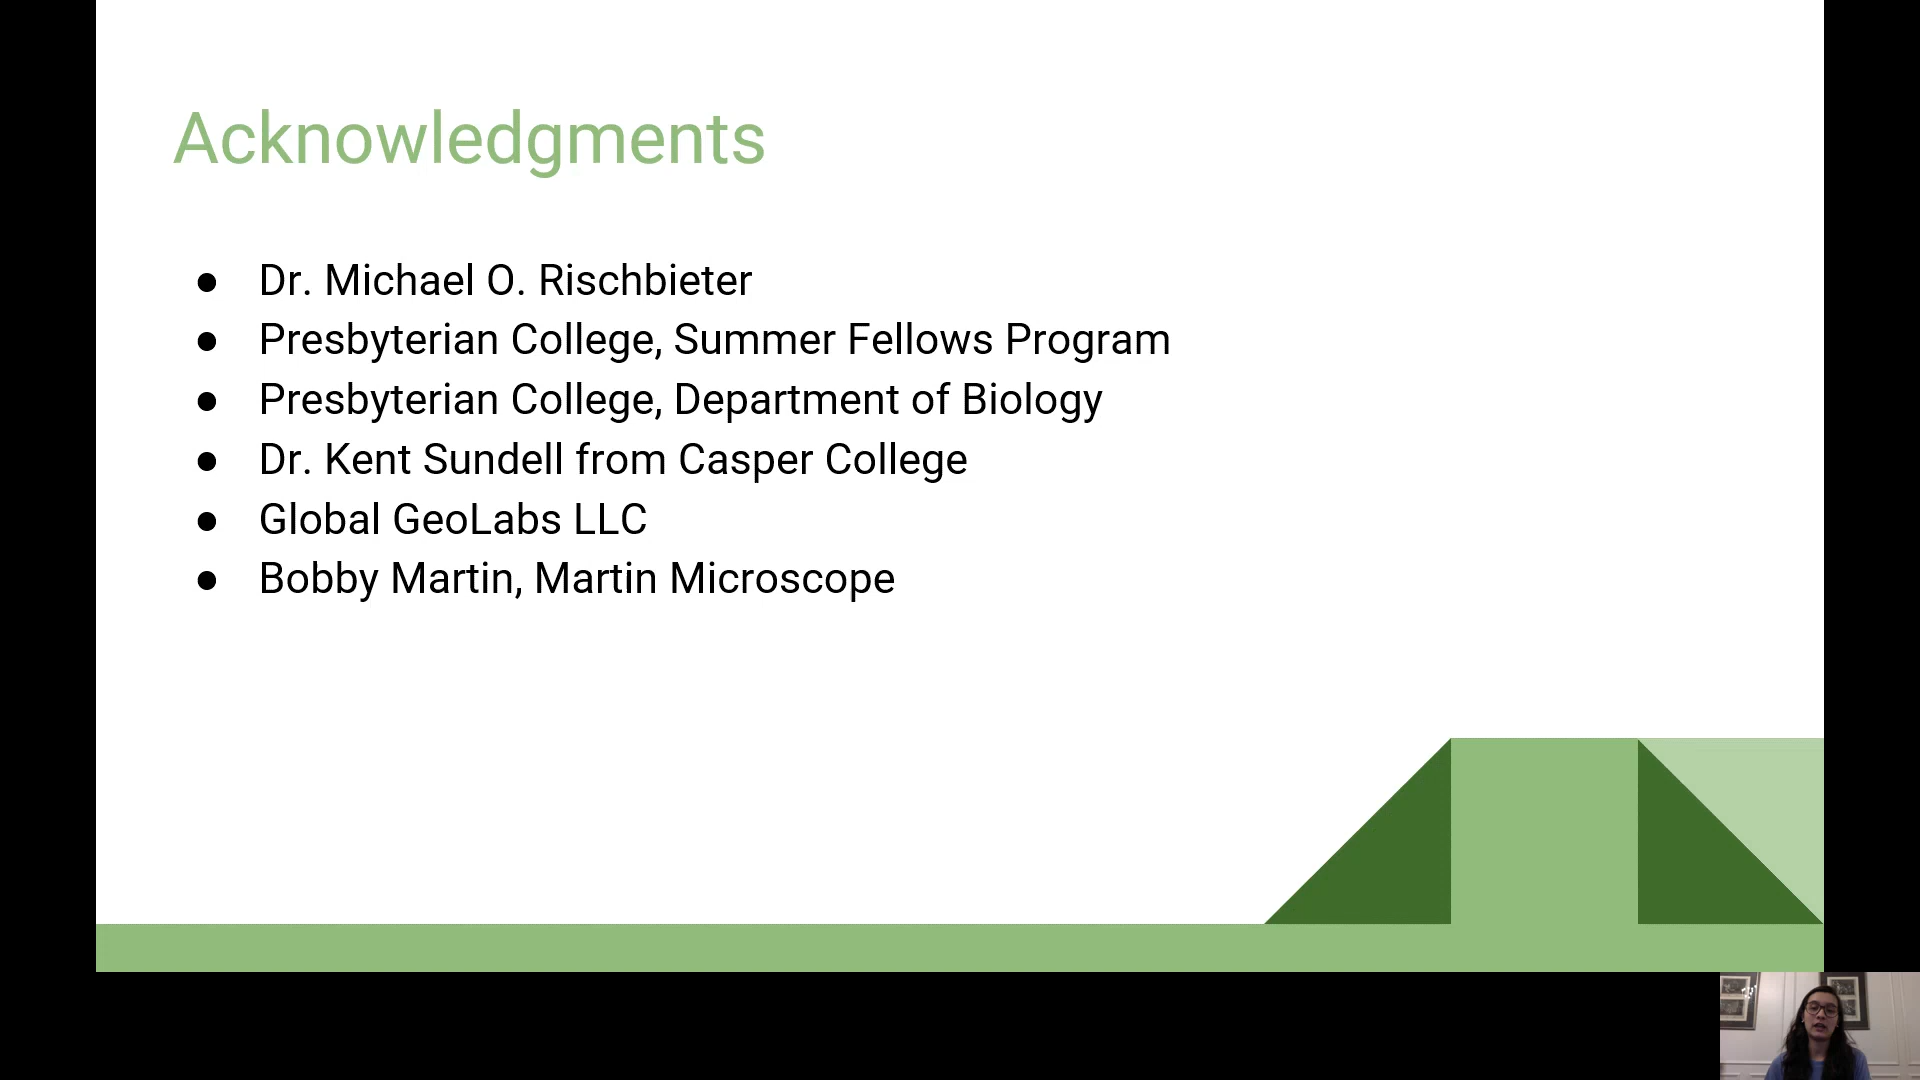 Acknowledgments
● Dr. Michael O. Rischbieter
● Presbyterian College, Summer Fellows Program
● Presbyterian College, Department of Biology
● Dr. Kent Sundell from Casper College
● Global GeoLabs LLC
● Bobby Martin, Martin Microscope